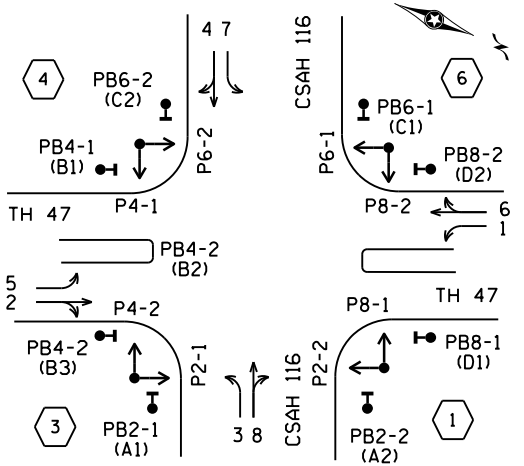 4 7
CSAH 116
4
PB6-2
(C2)
6
PB6-1
(C1)
PB4-1
(B1)
P6-2
P6-1
PB8-2
(D2)
P4-1
P8-2
TH 47
6
1
PB4-2
(B2)
5
2
TH 47
P4-2
P8-1
PB4-2
(B3)
P2-1
P2-2
PB8-1
(D1)
CSAH 116
3
PB2-1
(A1)
3 8
1
PB2-2
(A2)